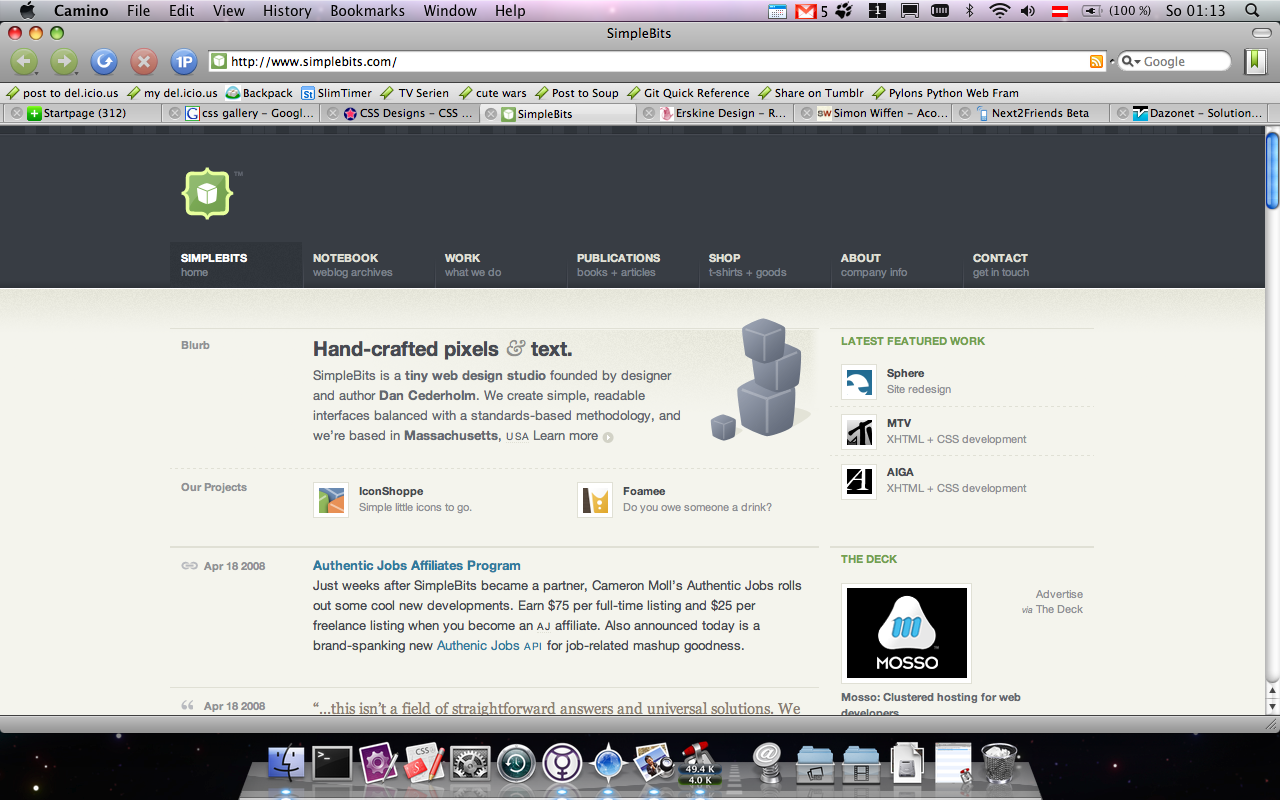 Camino File Edit View History Bookmarks Window Help 5 1 (100 %) So 01:13
SimpleBits
1P http://www.simplebits.com/ Google
post to del.icio.us my del.icio.us Backpack St SlimTimer TV Serien cute wars Post to Soup Git Quick Reference Share on Tumblr Pylons Python Web Fram
Startpage (312) G css gallery – Googl... CSS Designs – CSS ... SimpleBits Erskine Design – R... SW Simon Wiffen – Aco... Next2Friends Beta Dazonet – Solution...
TM
SIMPLEBITS NOTEBOOK WORK PUBLICATIONS SHOP ABOUT CONTACT
home weblog archives what we do books + articles t-shirts + goods company info get in touch
Blurb
Hand-crafted pixels & text.
SimpleBits is a tiny web design studio founded by designer
and author Dan Cederholm. We create simple, readable
interfaces balanced with a standards-based methodology, and
we're based in Massachusetts, USA Learn more
Our Projects
IconShoppe
Simple little icons to go.
Foamee
Do you owe someone a drink?
Apr 18 2008
Authentic Jobs Affiliates Program
Just weeks after SimpleBits became a partner, Cameron Moll's Authentic Jobs rolls
out some cool new developments. Earn $75 per full-time listing and $25 per
freelance listing when you become an AJ affiliate. Also announced today is a
brand-spanking new Authenic Jobs API for job-related mashup goodness.
Apr 18 2008
“…this isn't a field of straightforward answers and universal solutions. We
LATEST FEATURED WORK
Sphere
Site redesign
MTV
XHTML + CSS development
A
AIGA
XHTML + CSS development
THE DECK
m
MOSSO
Advertise
via The Deck
Mosso: Clustered hosting for web
developers
CSS
49.4 K
4.0 K